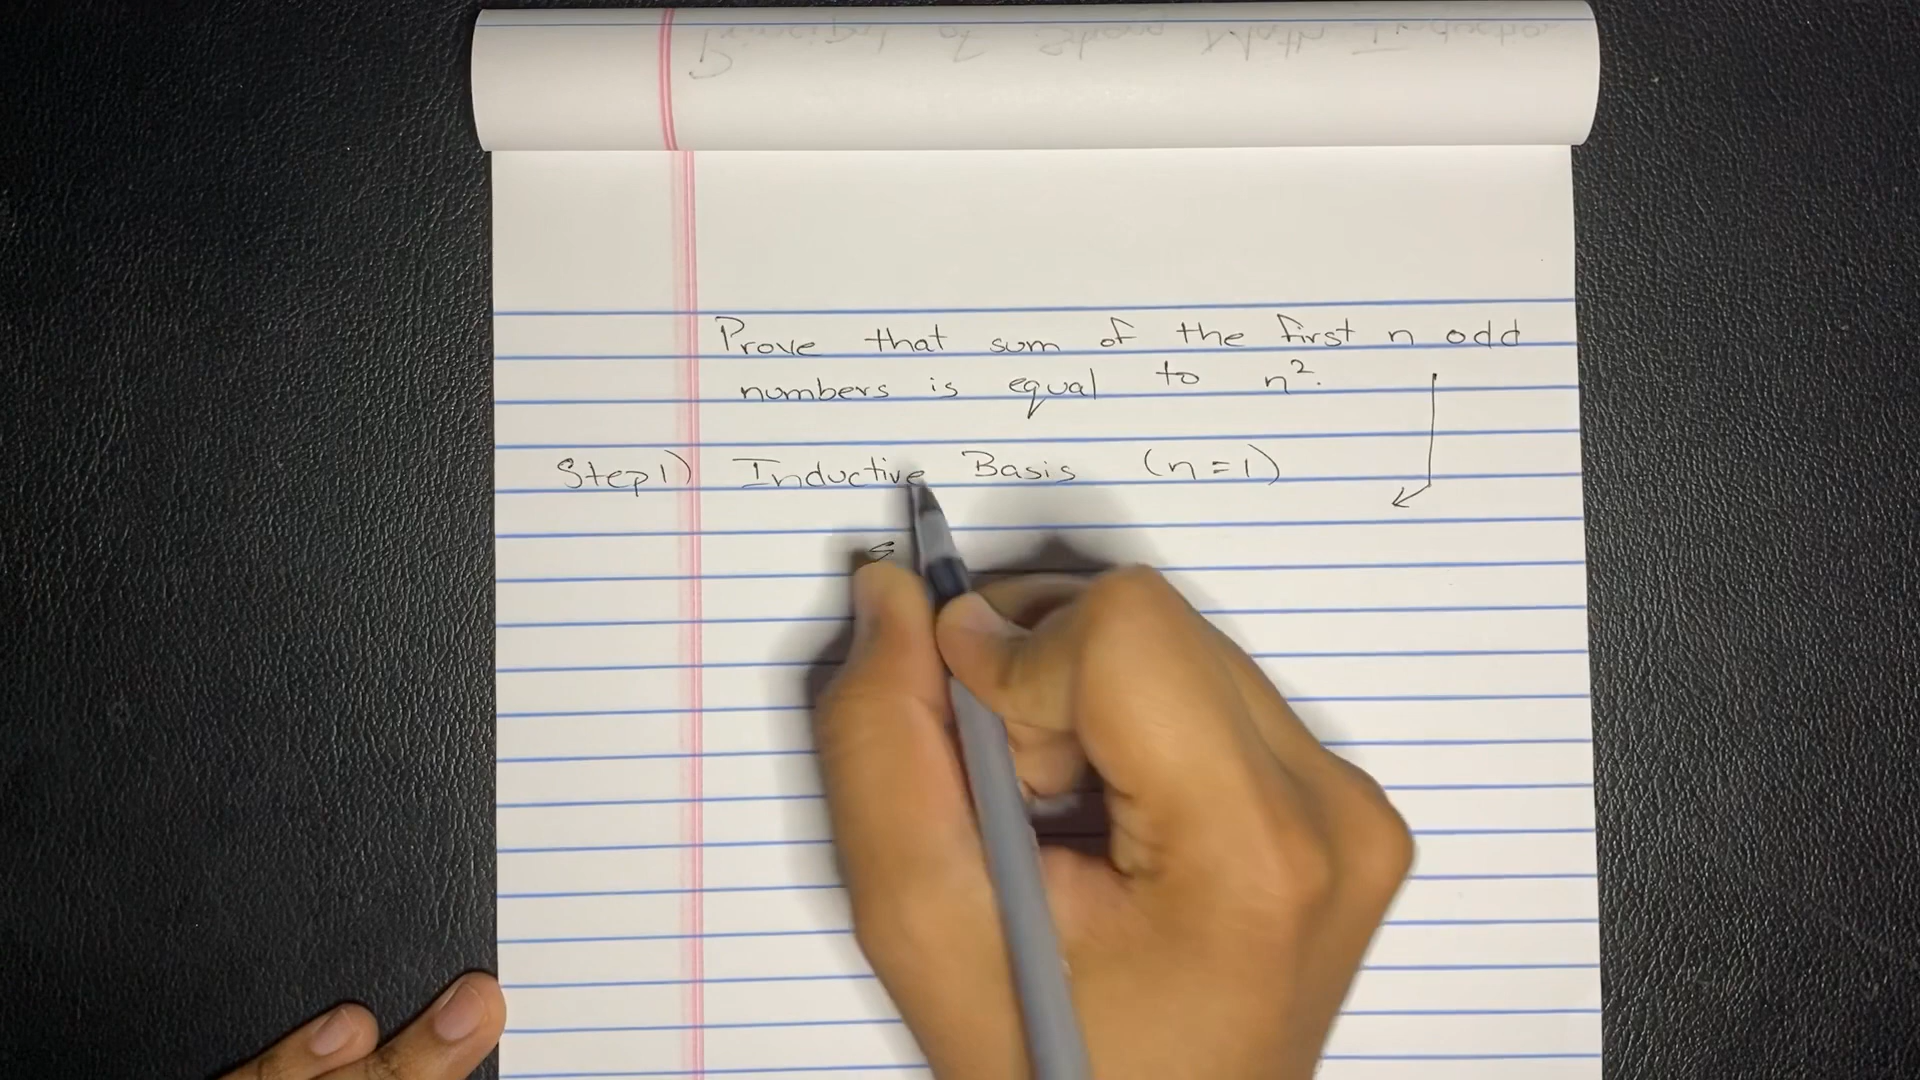 Prove that sum of the first n odd
numbers is equal to n².
Step 1) Inductive Basis (n = 1)